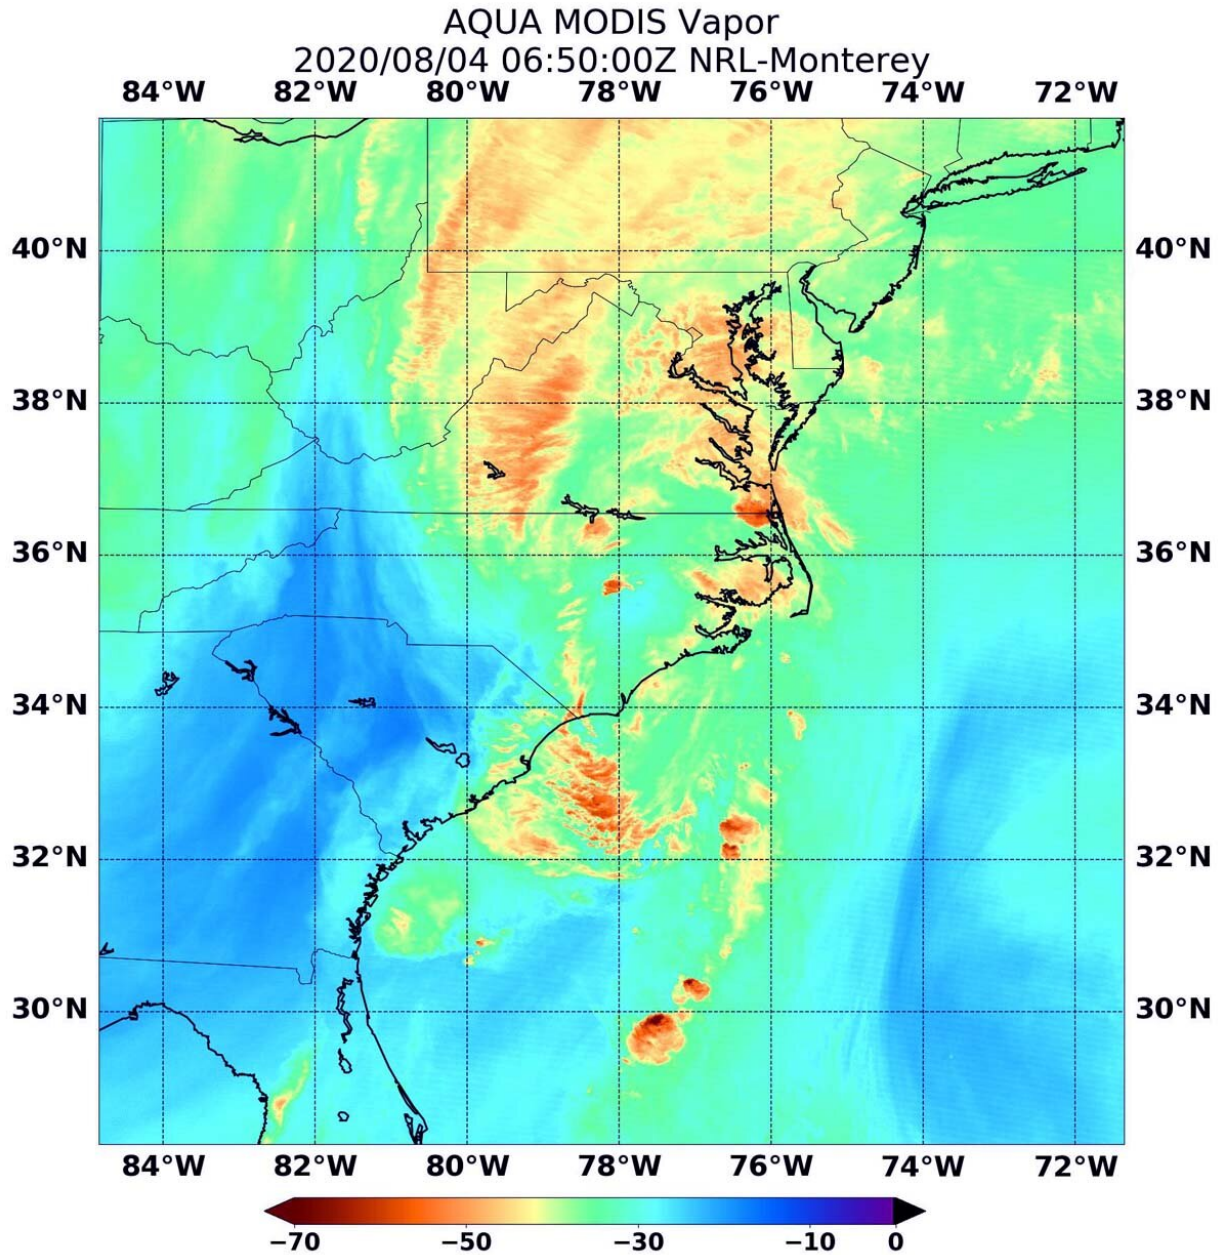 AQUA MODIS Vapor
2020/08/04 06:50:00Z NRL-Monterey
84°W 82°W 80°W 78°W 76°W 74°W 72°W
40°N 40°N
38°N 38°N
36°N 36°N
34°N 34°N
32°N 32°N
30°N 30°N
84°W 82°W 80°W 78°W 76°W 74°W 72°W
−70 −50 −30 −10 0